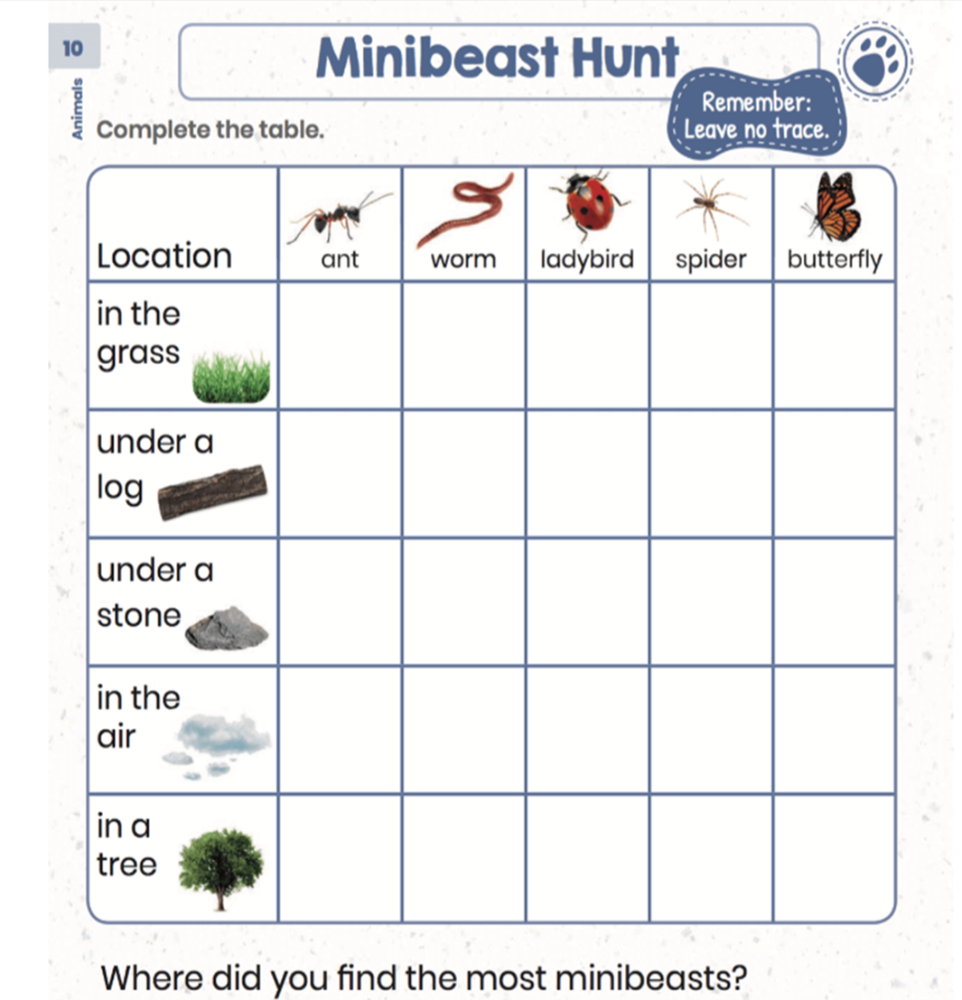 10
Minibeast Hunt
Animals
Remember:
Leave no trace.
Complete the table.
Location
ant
worm
ladybird
spider
butterfly
in the
grass
under a
log
under a
stone
in the
air
in a
tree
Where did you find the most minibeasts?